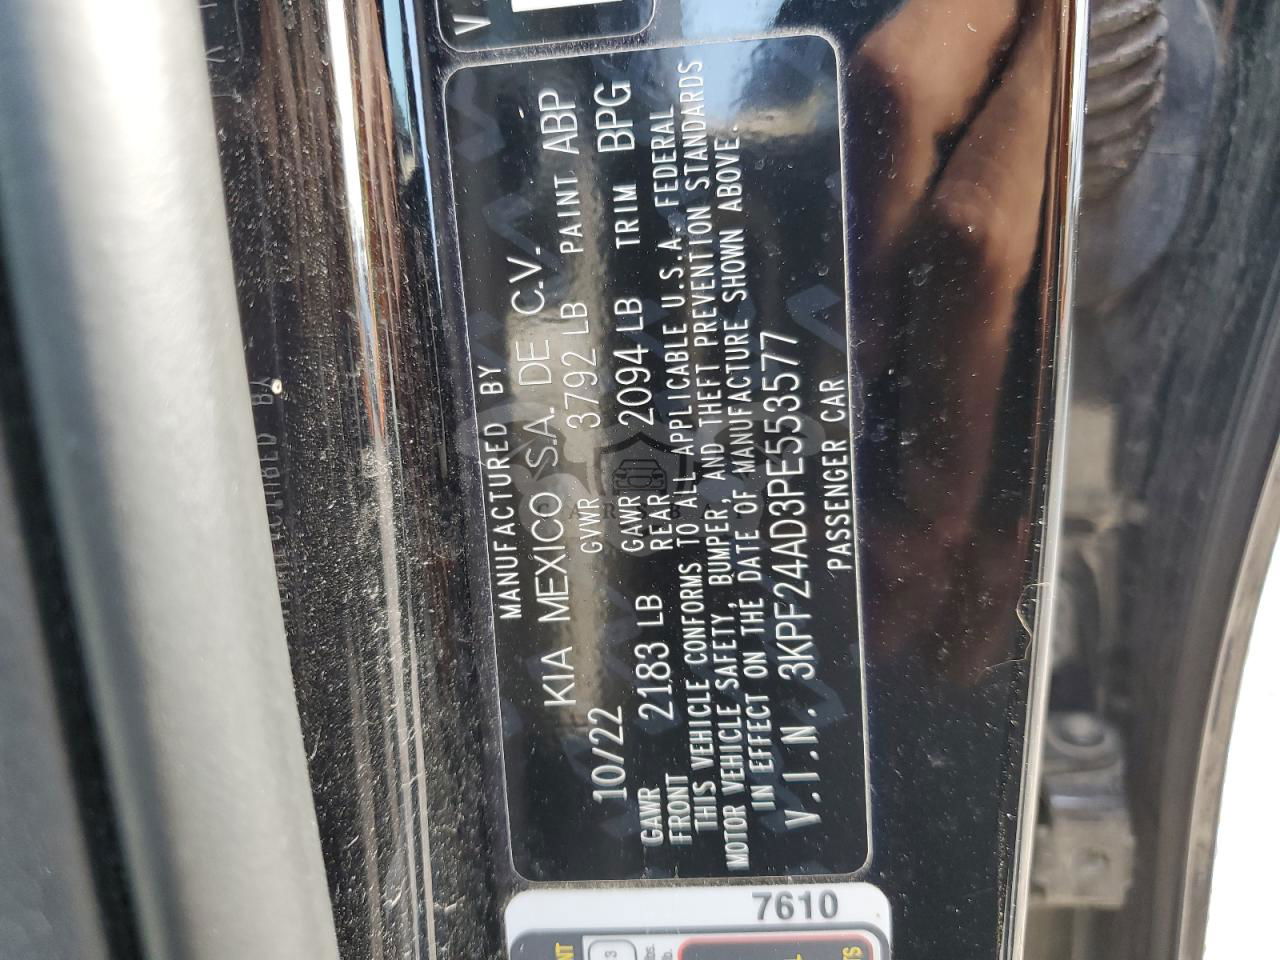 MANUFACTURED BY
KIA MEXICO S.A. DE C.V.
10/22 GVWR 3792 LB PAINT ABP
GAWR FRONT 2183 LB GAWR REAR 2094 LB TRIM BPG
THIS VEHICLE CONFORMS TO ALL APPLICABLE U.S.A. FEDERAL
MOTOR VEHICLE SAFETY, BUMPER, AND THEFT PREVENTION STANDARDS
IN EFFECT ON THE DATE OF MANUFACTURE SHOWN ABOVE.
V.I.N. 3KPF24AD3PE553577
PASSENGER CAR
7610